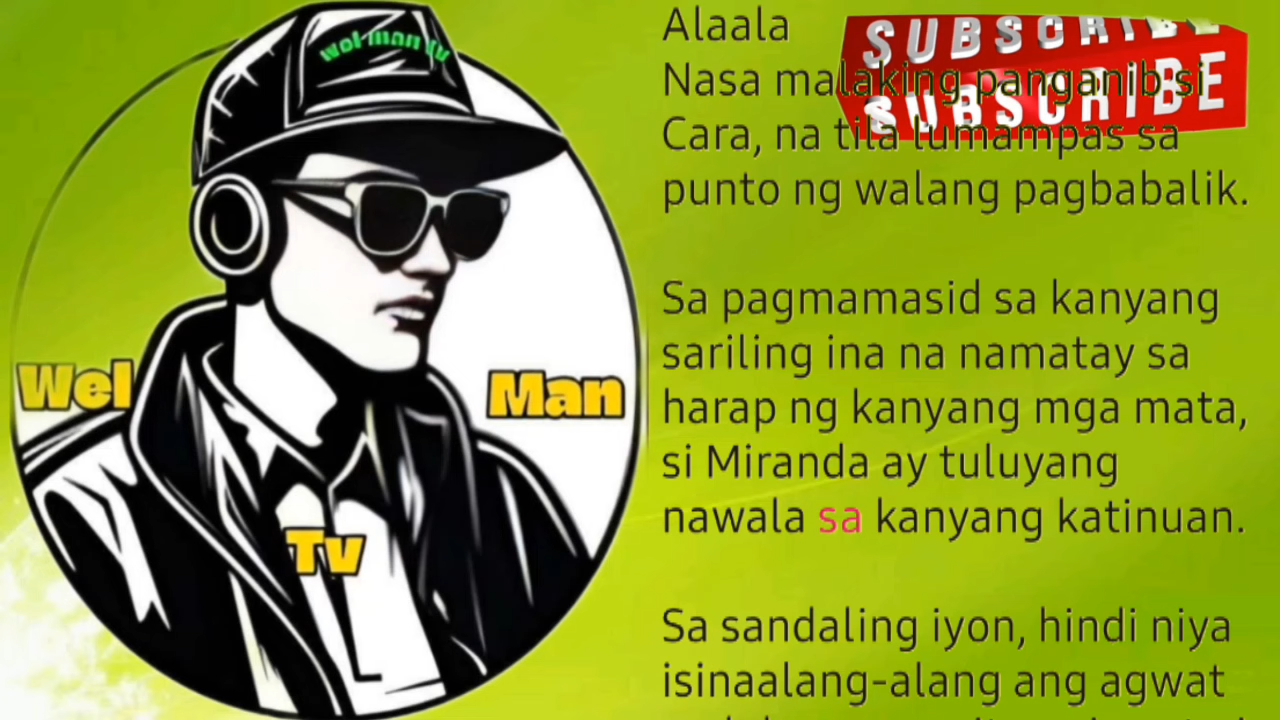 wel man tv
Wel
Man
Tv
SUBSCRIBE
SUBSCRIBE
Alaala
Nasa malaking panganib si
Cara, na tila lumampas sa
punto ng walang pagbabalik.
Sa pagmamasid sa kanyang
sariling ina na namatay sa
harap ng kanyang mga mata,
si Miranda ay tuluyang
nawala sa kanyang katinuan.
Sa sandaling iyon, hindi niya
isinaalang-alang ang agwat